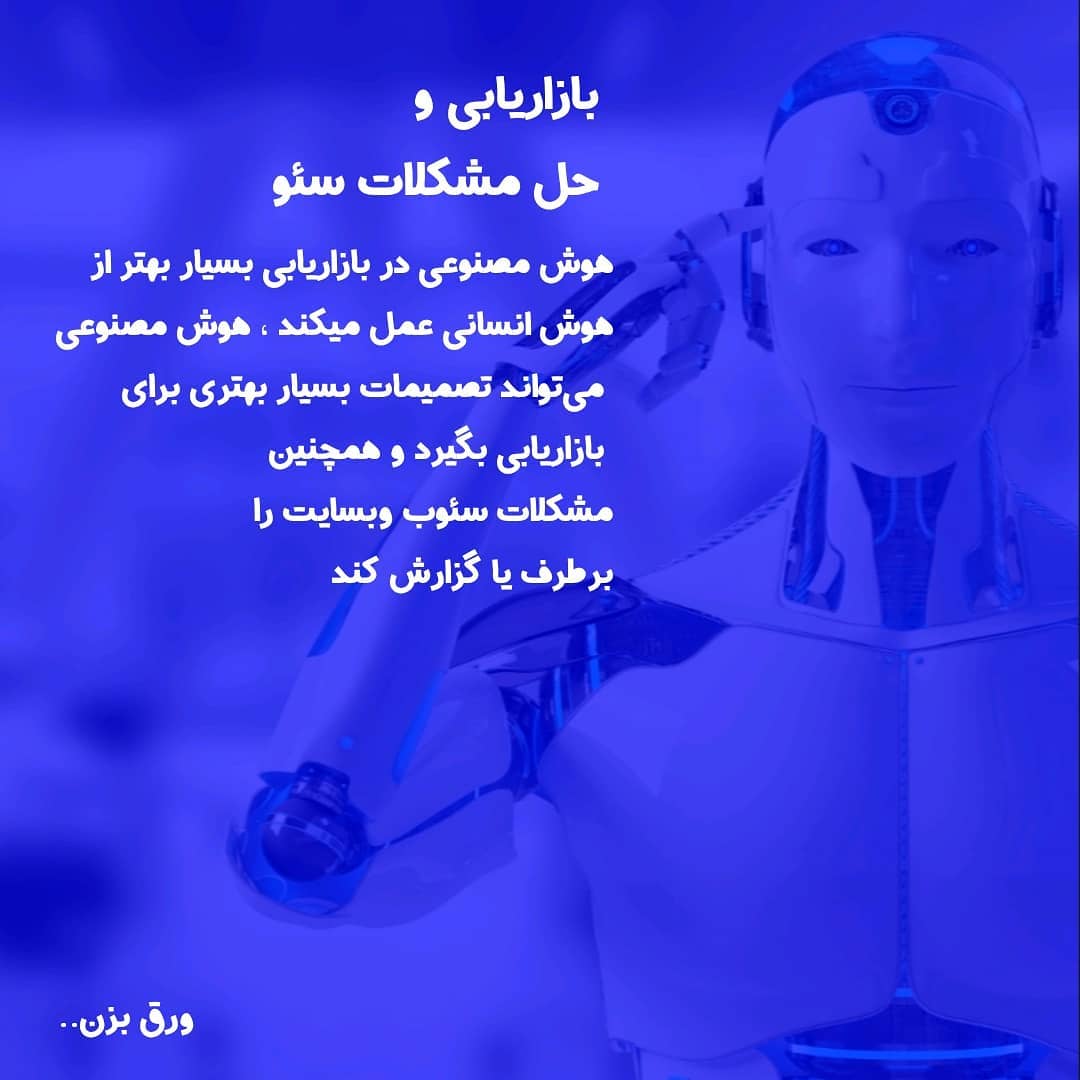 بازاریابی و
حل مشکلات سئو
هوش مصنوعی در بازاریابی بسیار بهتر از
هوش انسانی عمل میکند ، هوش مصنوعی
می‌تواند تصمیمات بسیار بهتری برای
بازاریابی بگیرد و همچنین
مشکلات سئوب وبسایت را
برطرف یا گزارش کند
ورق بزن..